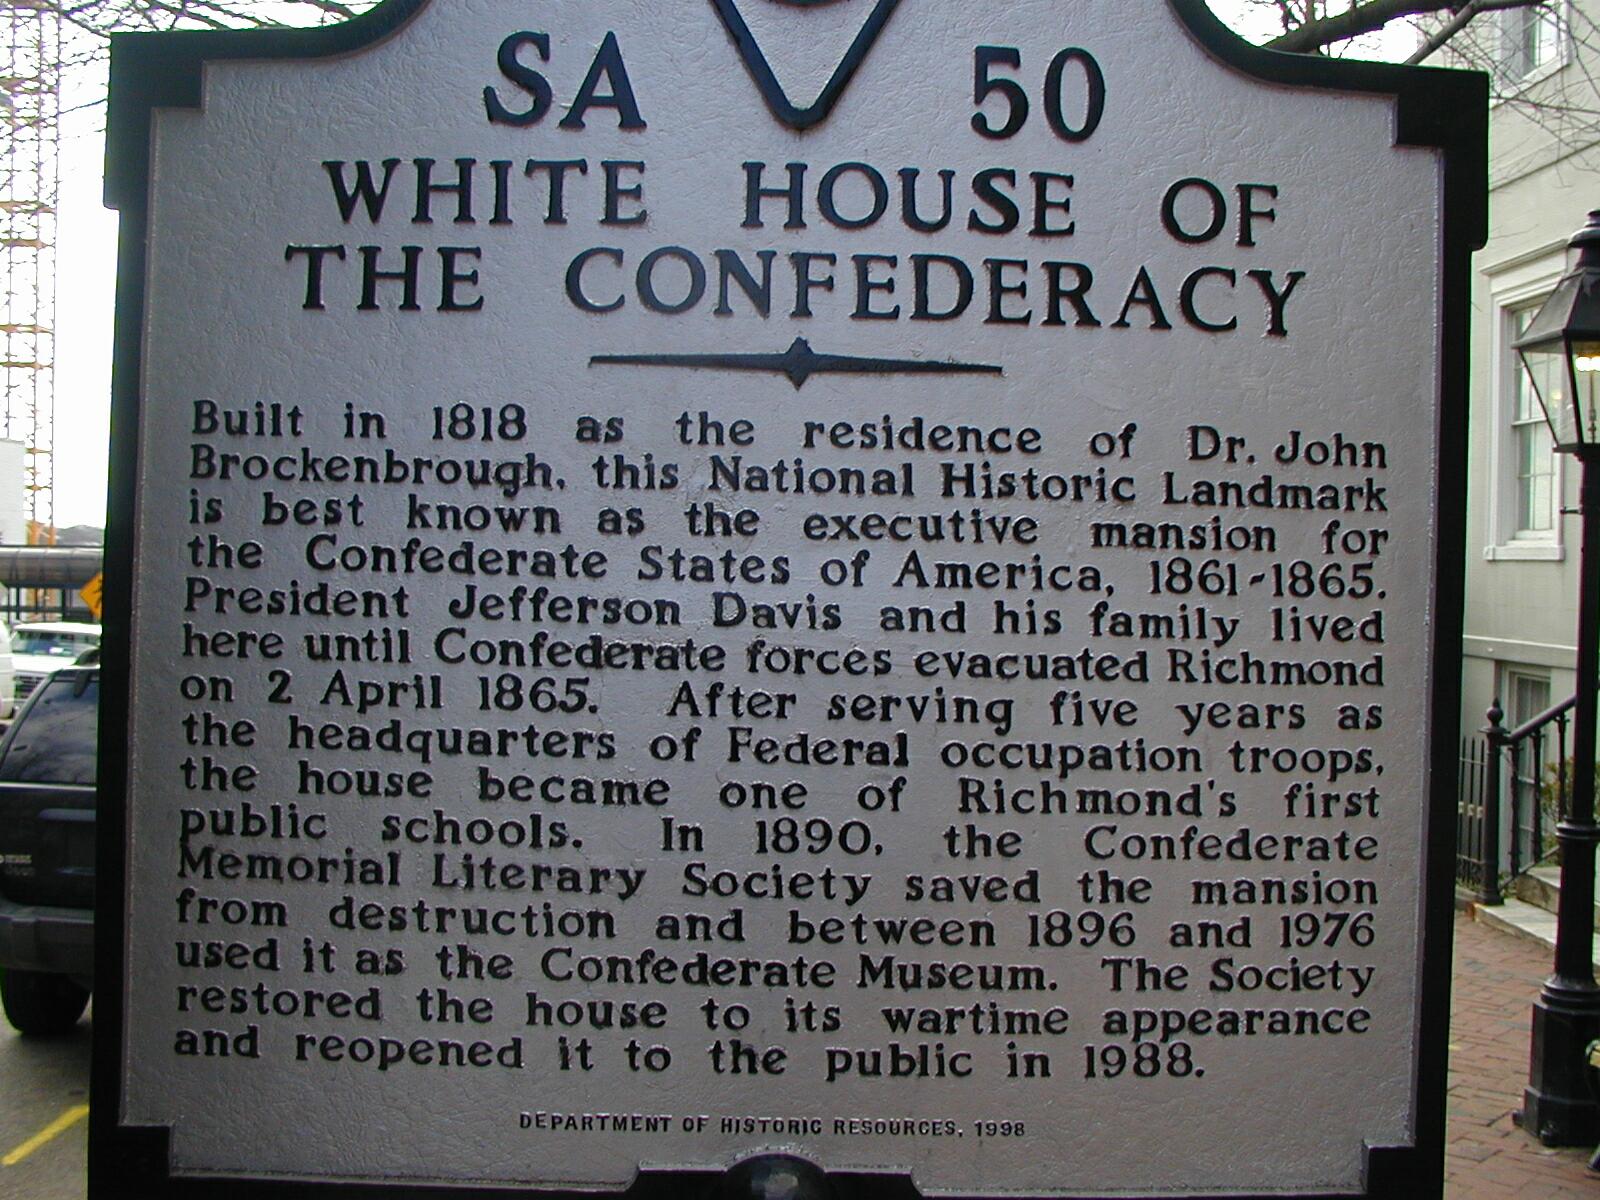 SA 50
WHITE HOUSE OF
THE CONFEDERACY
Built in 1818 as the residence of Dr. John
Brockenbrough, this National Historic Landmark
is best known as the executive mansion for
the Confederate States of America, 1861-1865.
President Jefferson Davis and his family lived
here until Confederate forces evacuated Richmond
on 2 April 1865. After serving five years as
the headquarters of Federal occupation troops,
the house became one of Richmond's first
public schools. In 1890, the Confederate
Memorial Literary Society saved the mansion
from destruction and between 1896 and 1976
used it as the Confederate Museum. The Society
restored the house to its wartime appearance
and reopened it to the public in 1988.
DEPARTMENT OF HISTORIC RESOURCES, 1998